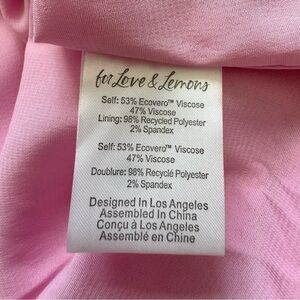 for Love & Lemons
Self: 53% Ecovero™ Viscose
47% Viscose
Lining: 98% Recycled Polyester
2% Spandex
Self: 53% Ecovero™ Viscose
47% Viscose
Doublure: 98% Recyclé Polyester
2% Spandex
Designed In Los Angeles
Assembled In China
Conçu à Los Angeles
Assemblé en Chine